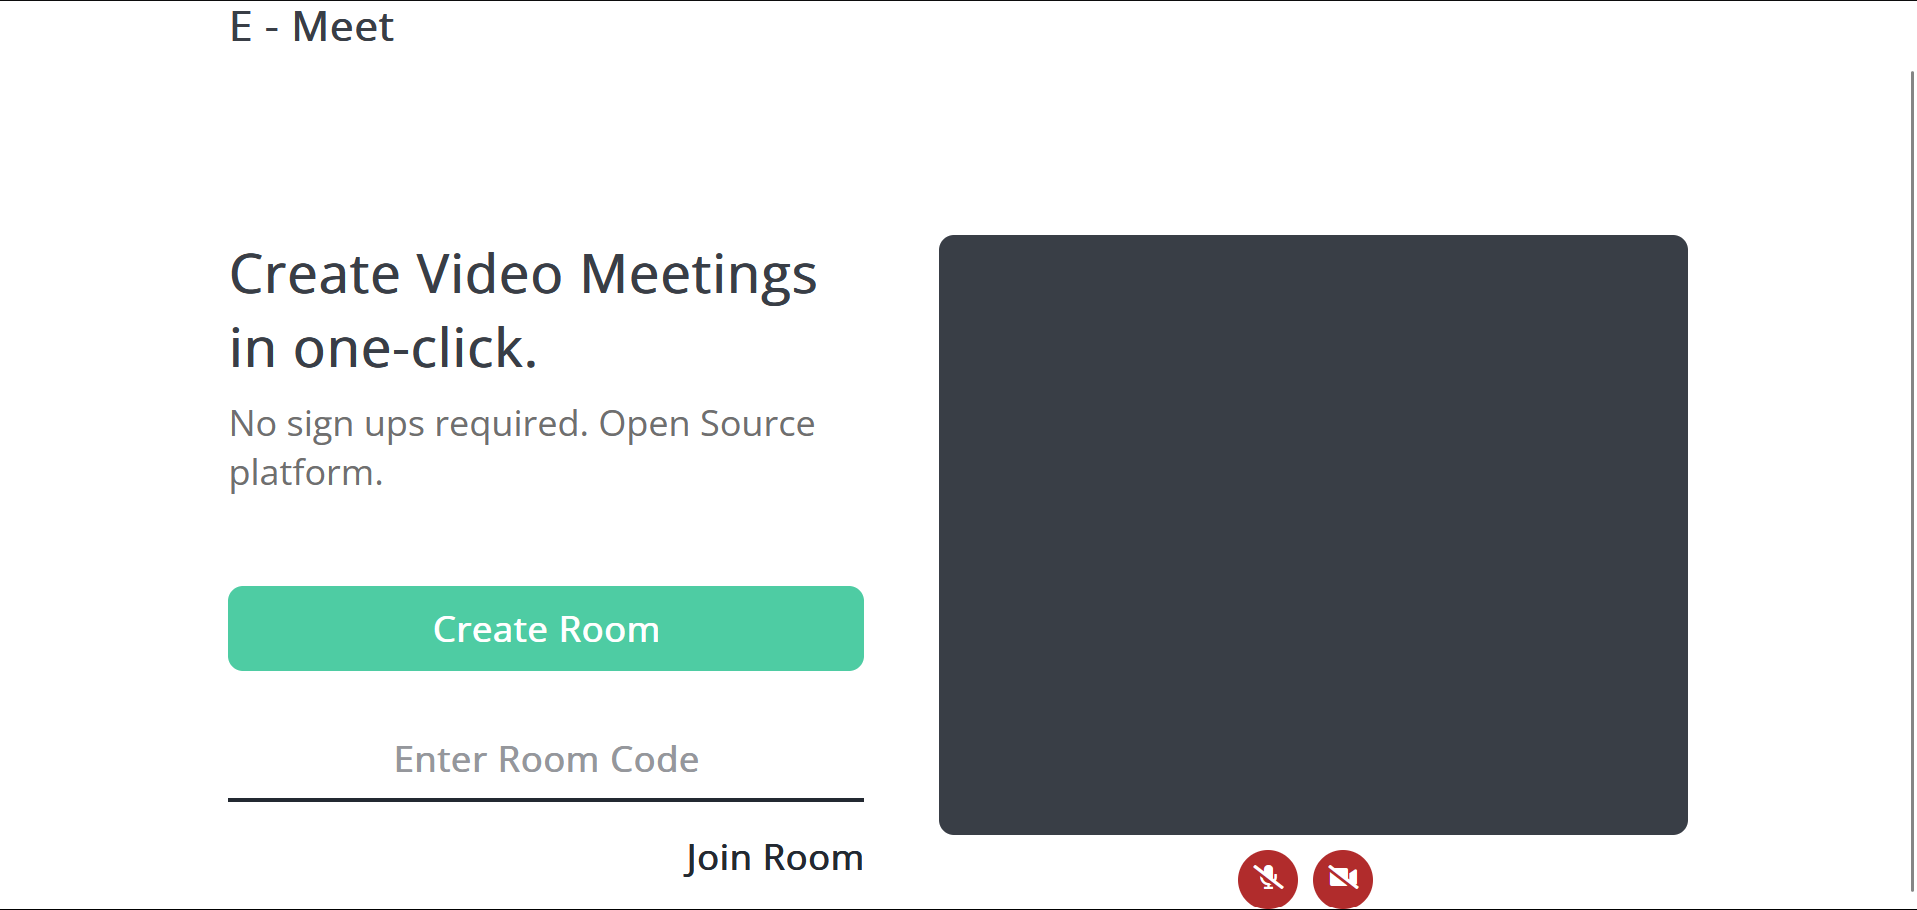 E - Meet
Create Video Meetings
in one-click.
No sign ups required. Open Source
platform.
Create Room
Enter Room Code
Join Room